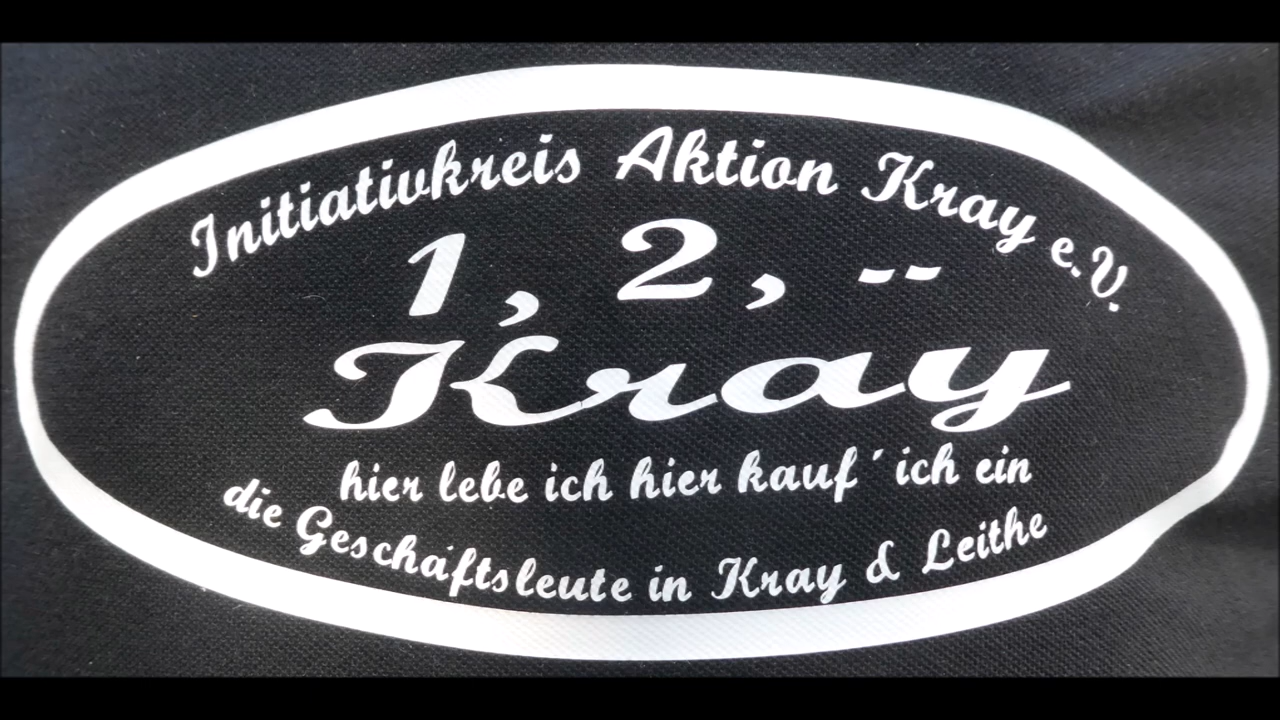 Initiativkreis Aktion Kray e.V.
1, 2, --
Kray
hier lebe ich hier kauf´ich ein
die Geschäftsleute in Kray & Leithe